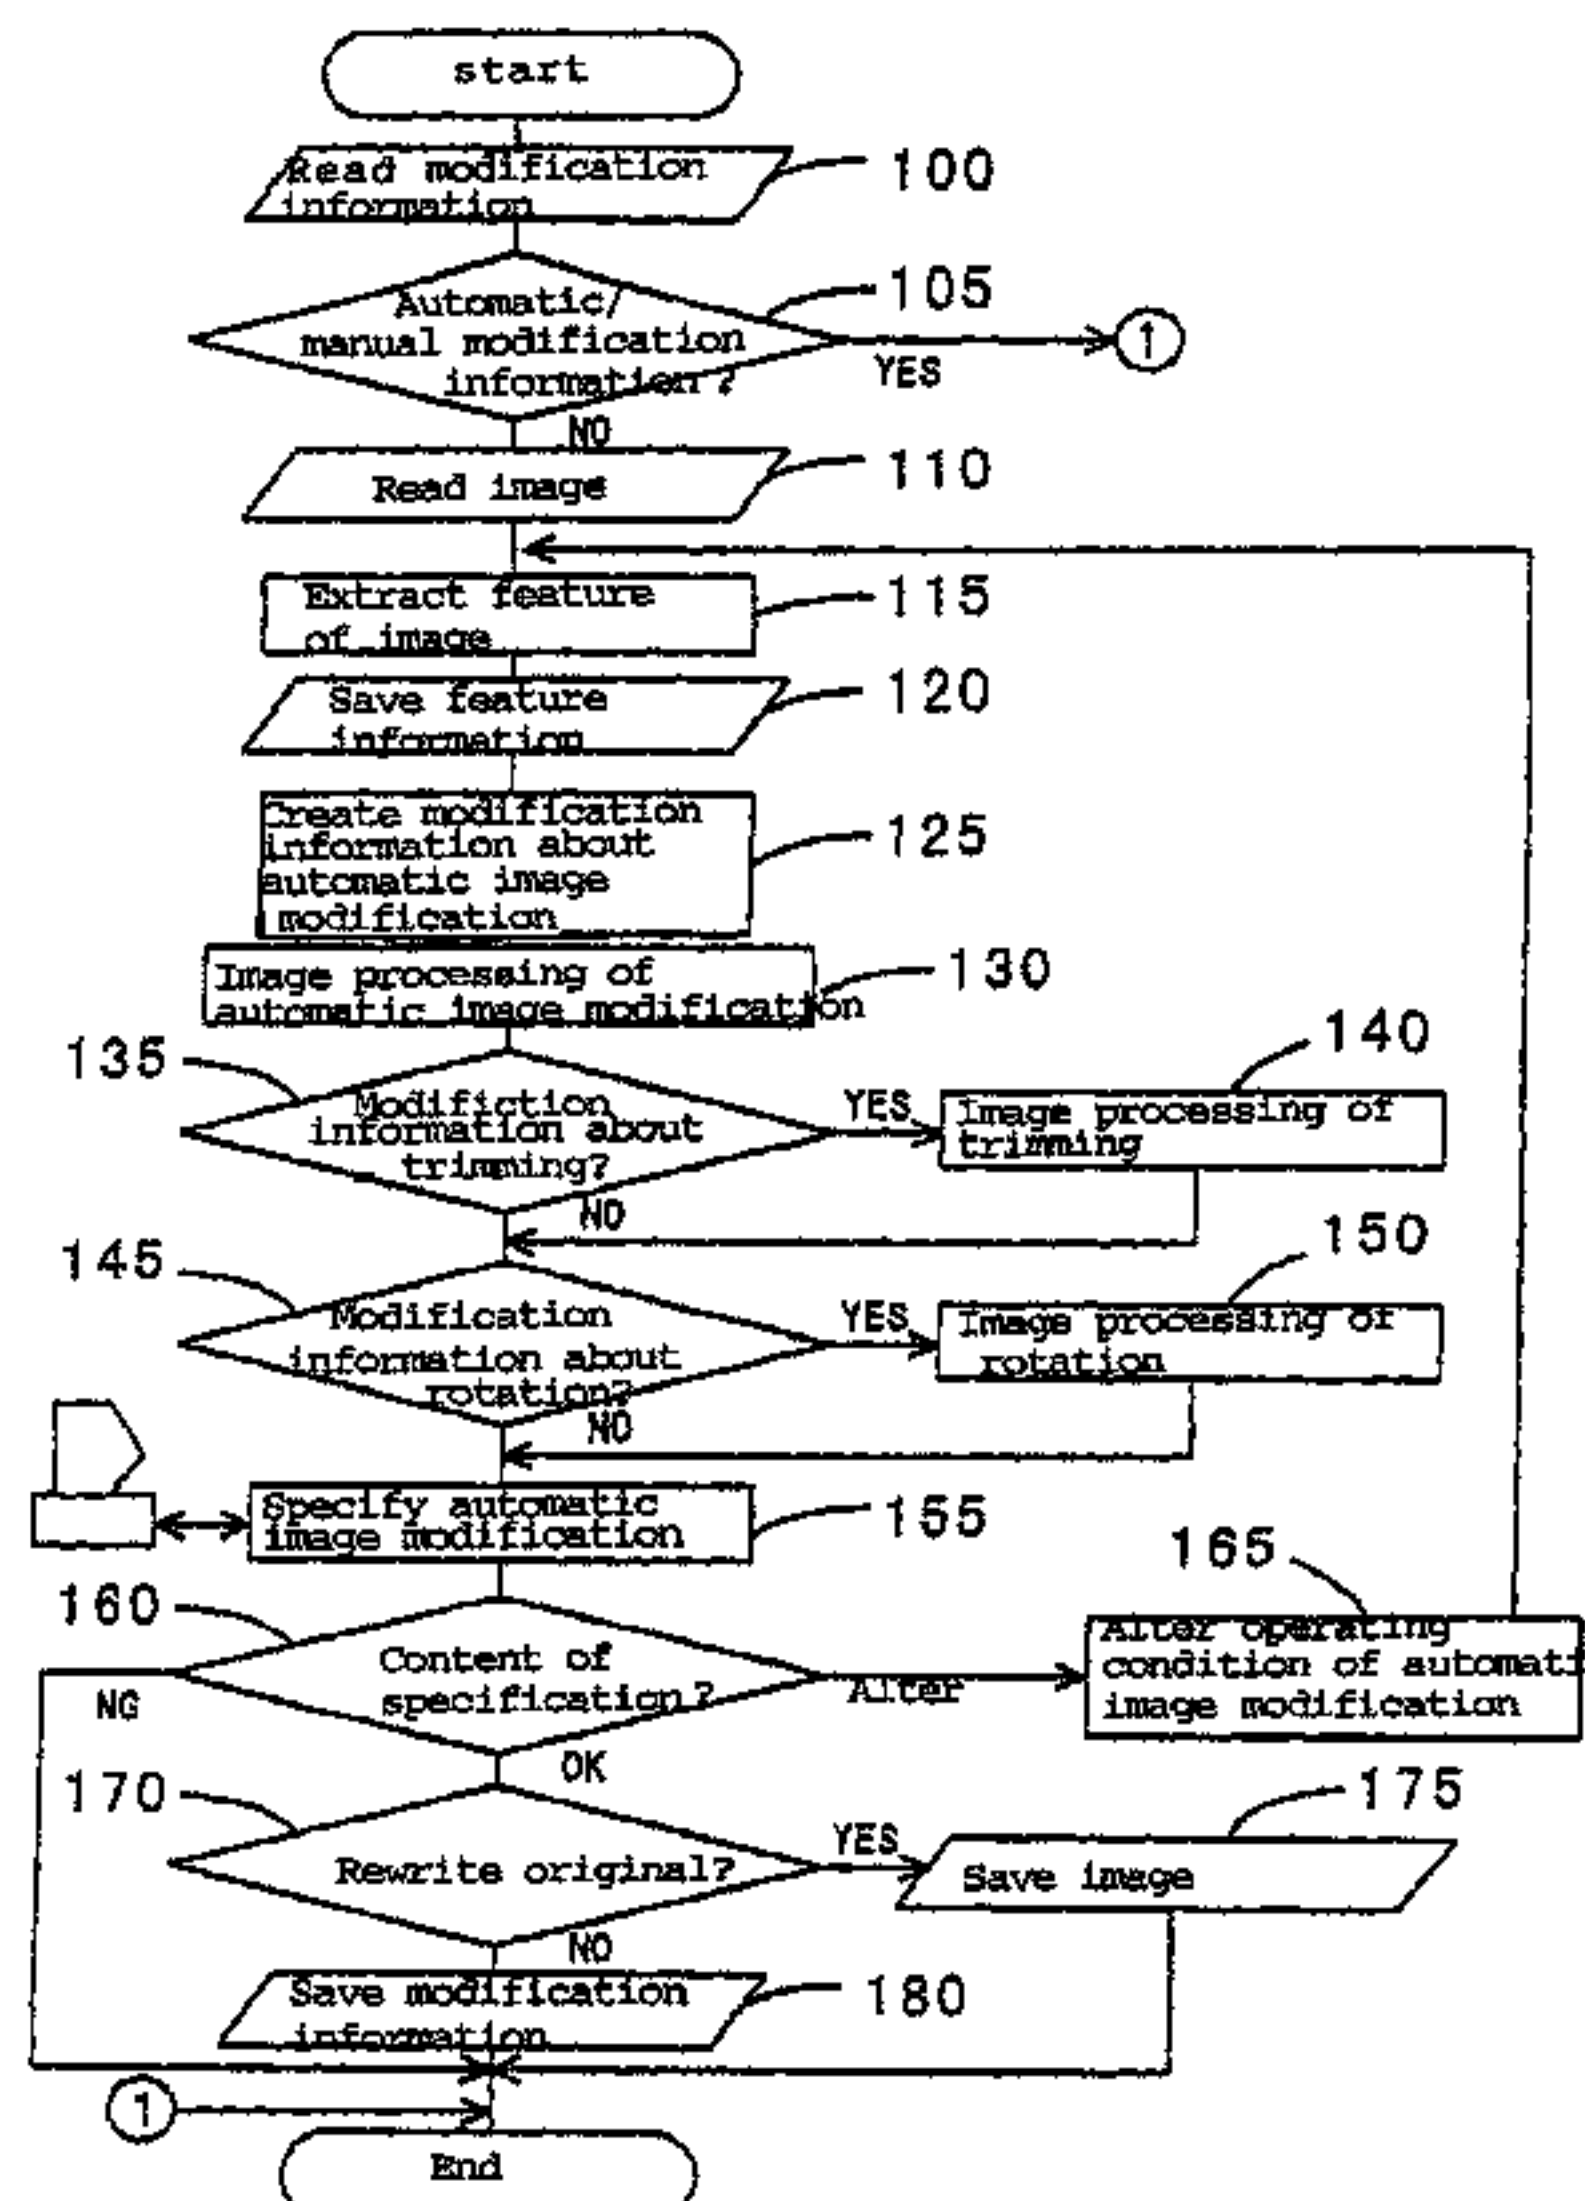 start
Read modification
information
100
Automatic/
manual modification
information?
105
YES
1
NO
Read image
110
Extract feature
of image
115
Save feature
information
120
Create modification
information about
automatic image
modification
125
Image processing of
automatic image modification
130
135
Modifiction
information about
trimming?
YES
Image processing of
trimming
140
NO
145
Modification
information about
rotation?
YES
Image processing of
rotation
150
NO
Specify automatic
image modification
155
160
Content of
specification?
NG
Alter
165
Alter operating
condition of automati
image modification
OK
170
Rewrite original?
YES
Save image
175
NO
Save modification
information
180
1
End